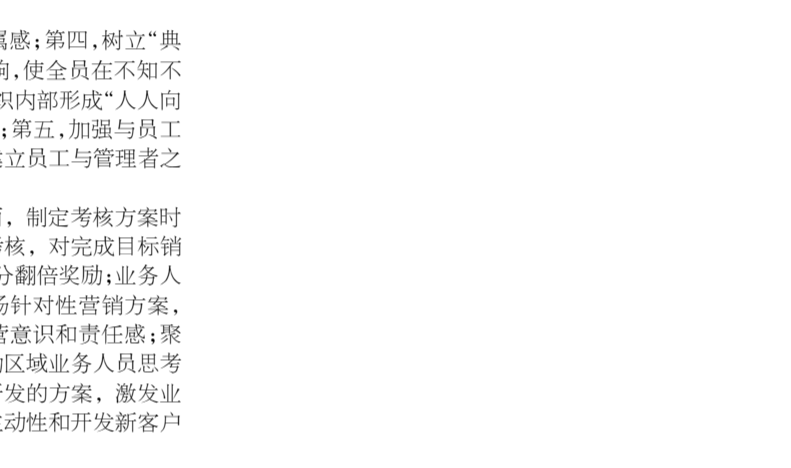 属感；第四，树立“典
响，使全员在不知不
织内部形成“人人向
；第五，加强与员工
建立员工与管理者之
，制定考核方案时
考核，对完成目标销
分翻倍奖励；业务人
场针对性营销方案，
营意识和责任感；聚
区域业务人员思考
开发的方案，激发业
主动性和开发新客户